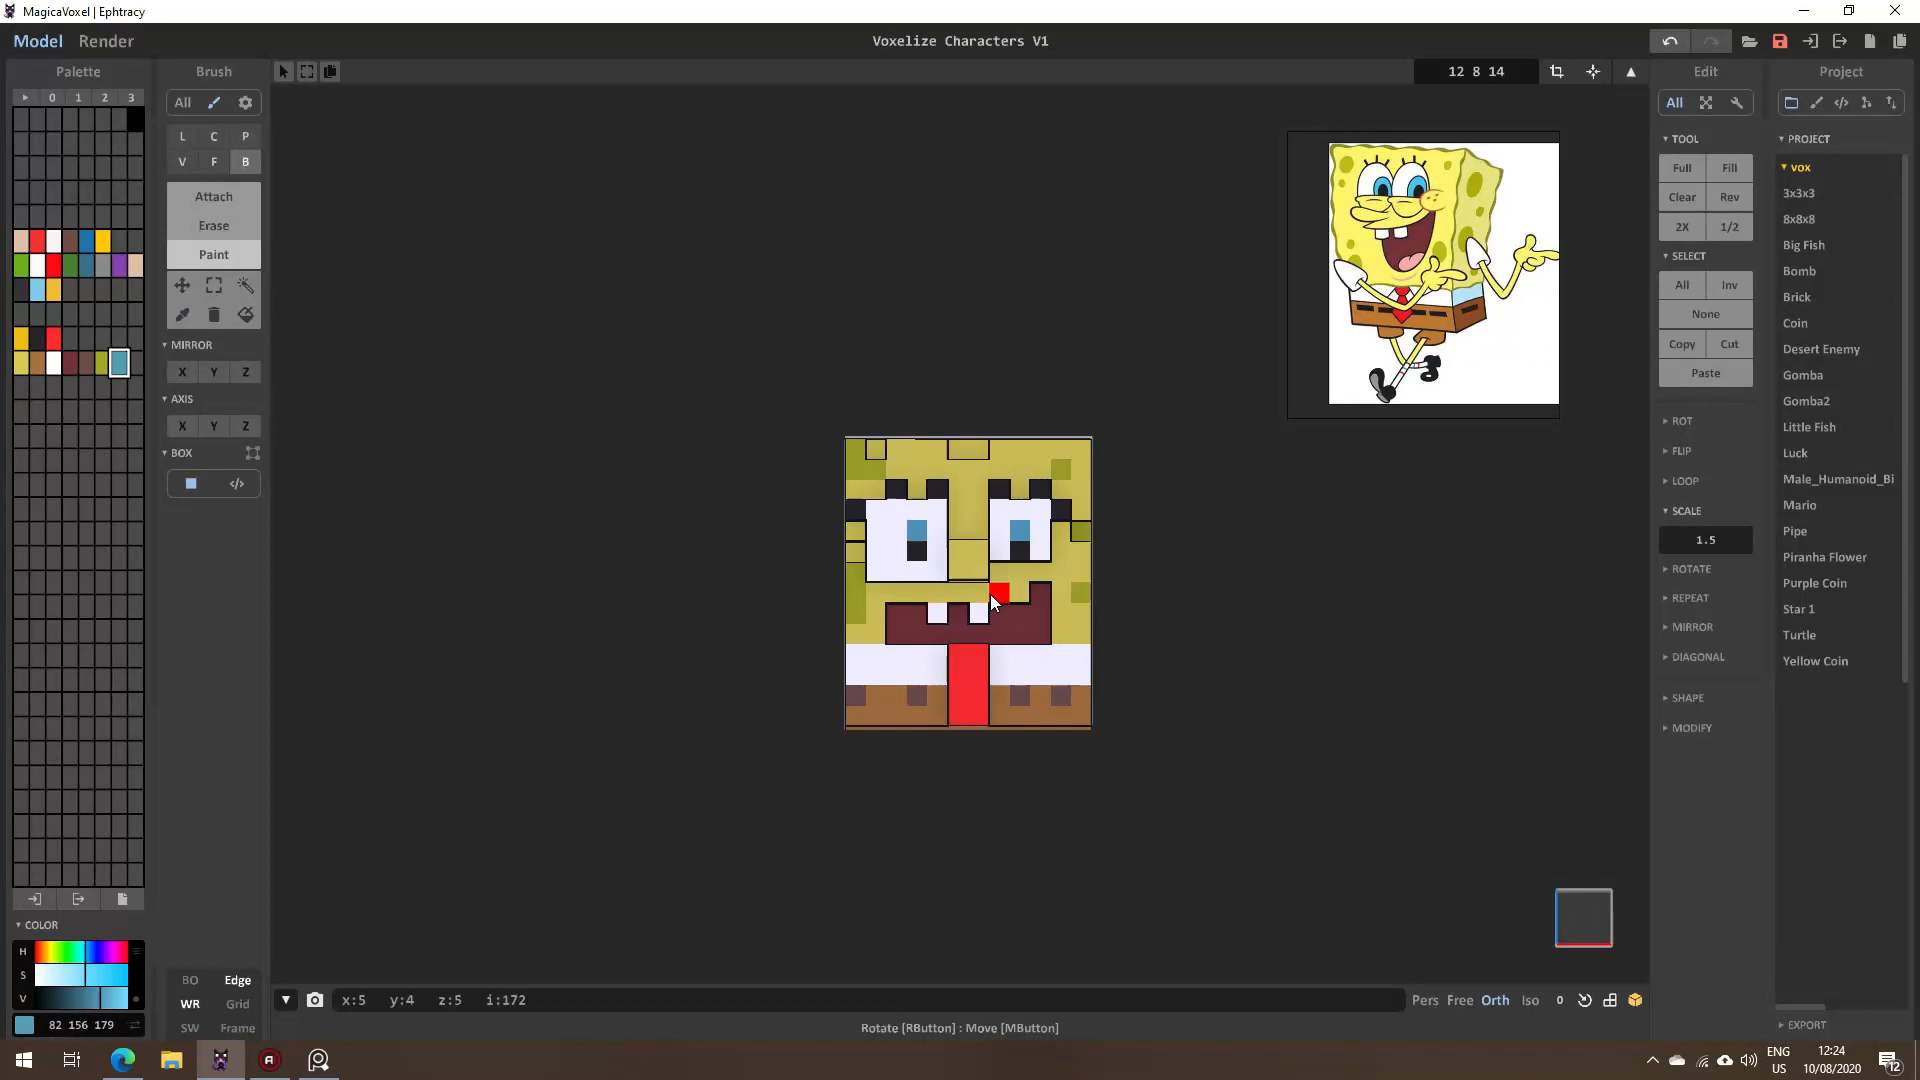 MagicaVoxel | Ephtracy
Model Render
Voxelize Characters V1
Palette
0 1 2 3
Brush
All
L C P
V F B
Attach
Erase
Paint
MIRROR
X Y Z
AXIS
X Y Z
BOX
COLOR
H
S
V
82 156 179
BO Edge
WR Grid
SW Frame
12 8 14
x:5 y:4 z:5 i:172
Pers Free Orth Iso 0
Rotate [RButton] : Move [MButton]
Edit
All
TOOL
Full Fill
Clear Rev
2X 1/2
SELECT
All Inv
None
Copy Cut
Paste
ROT
FLIP
LOOP
SCALE
1.5
ROTATE
REPEAT
MIRROR
DIAGONAL
SHAPE
MODIFY
Project
PROJECT
vox
3x3x3
8x8x8
Big Fish
Bomb
Brick
Coin
Desert Enemy
Gomba
Gomba2
Little Fish
Luck
Male_Humanoid_Bi
Mario
Pipe
Piranha Flower
Purple Coin
Star 1
Turtle
Yellow Coin
EXPORT
ENG
US
12:24
10/08/2020
12